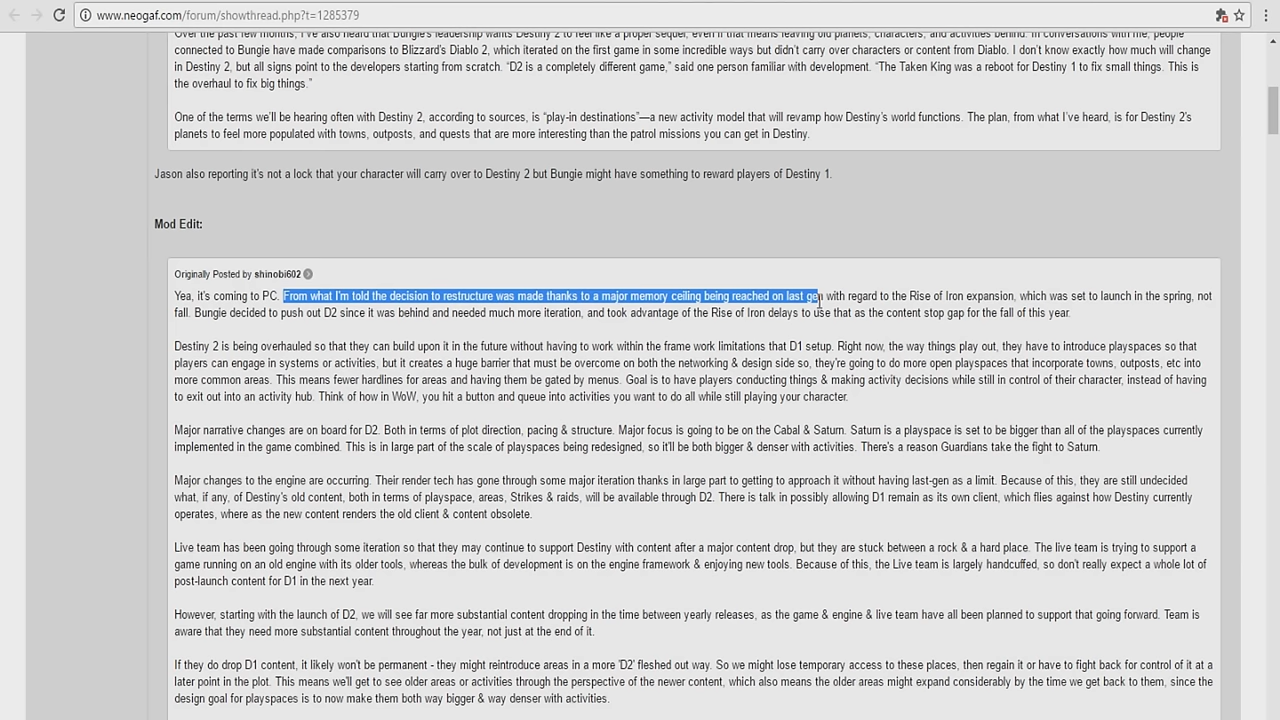 www.neogaf.com/forum/showthread.php?t=1285379
Over the past few months, I've also heard that Bungie's leadership wants Destiny 2 to feel like a proper sequel, even if that means leaving old planets, characters, and activities behind. In conversations with me, people
connected to Bungie have made comparisons to Blizzard's Diablo 2, which iterated on the first game in some incredible ways but didn't carry over characters or content from Diablo. I don't know exactly how much will change
in Destiny 2, but all signs point to the developers starting from scratch. “D2 is a completely different game,” said one person familiar with development. “The Taken King was a reboot for Destiny 1 to fix small things. This is
the overhaul to fix big things.”
One of the terms we'll be hearing often with Destiny 2, according to sources, is “play-in destinations”—a new activity model that will revamp how Destiny's world functions. The plan, from what I've heard, is for Destiny 2's
planets to feel more populated with towns, outposts, and quests that are more interesting than the patrol missions you can get in Destiny.
Jason also reporting it's not a lock that your character will carry over to Destiny 2 but Bungie might have something to reward players of Destiny 1.
Mod Edit:
Originally Posted by shinobi602
Yea, it's coming to PC. From what I'm told the decision to restructure was made thanks to a major memory ceiling being reached on last gen with regard to the Rise of Iron expansion, which was set to launch in the spring, not
fall. Bungie decided to push out D2 since it was behind and needed much more iteration, and took advantage of the Rise of Iron delays to use that as the content stop gap for the fall of this year.
Destiny 2 is being overhauled so that they can build upon it in the future without having to work within the frame work limitations that D1 setup. Right now, the way things play out, they have to introduce playspaces so that
players can engage in systems or activities, but it creates a huge barrier that must be overcome on both the networking & design side so, they're going to do more open playspaces that incorporate towns, outposts, etc into
more common areas. This means fewer hardlines for areas and having them be gated by menus. Goal is to have players conducting things & making activity decisions while still in control of their character, instead of having
to exit out into an activity hub. Think of how in WoW, you hit a button and queue into activities you want to do all while still playing your character.
Major narrative changes are on board for D2. Both in terms of plot direction, pacing & structure. Major focus is going to be on the Cabal & Saturn. Saturn is a playspace is set to be bigger than all of the playspaces currently
implemented in the game combined. This is in large part of the scale of playspaces being redesigned, so it'll be both bigger & denser with activities. There's a reason Guardians take the fight to Saturn.
Major changes to the engine are occurring. Their render tech has gone through some major iteration thanks in large part to getting to approach it without having last-gen as a limit. Because of this, they are still undecided
what, if any, of Destiny's old content, both in terms of playspace, areas, Strikes & raids, will be available through D2. There is talk in possibly allowing D1 remain as its own client, which flies against how Destiny currently
operates, where as the new content renders the old client & content obsolete.
Live team has been going through some iteration so that they may continue to support Destiny with content after a major content drop, but they are stuck between a rock & a hard place. The live team is trying to support a
game running on an old engine with its older tools, whereas the bulk of development is on the engine framework & enjoying new tools. Because of this, the Live team is largely handcuffed, so don't really expect a whole lot of
post-launch content for D1 in the next year.
However, starting with the launch of D2, we will see far more substantial content dropping in the time between yearly releases, as the game & engine & live team have all been planned to support that going forward. Team is
aware that they need more substantial content throughout the year, not just at the end of it.
If they do drop D1 content, it likely won't be permanent - they might reintroduce areas in a more 'D2' fleshed out way. So we might lose temporary access to these places, then regain it or have to fight back for control of it at a
later point in the plot. This means we'll get to see older areas or activities through the perspective of the newer content, which also means the older areas might expand considerably by the time we get back to them, since the
design goal for playspaces is to now make them both way bigger & way denser with activities.